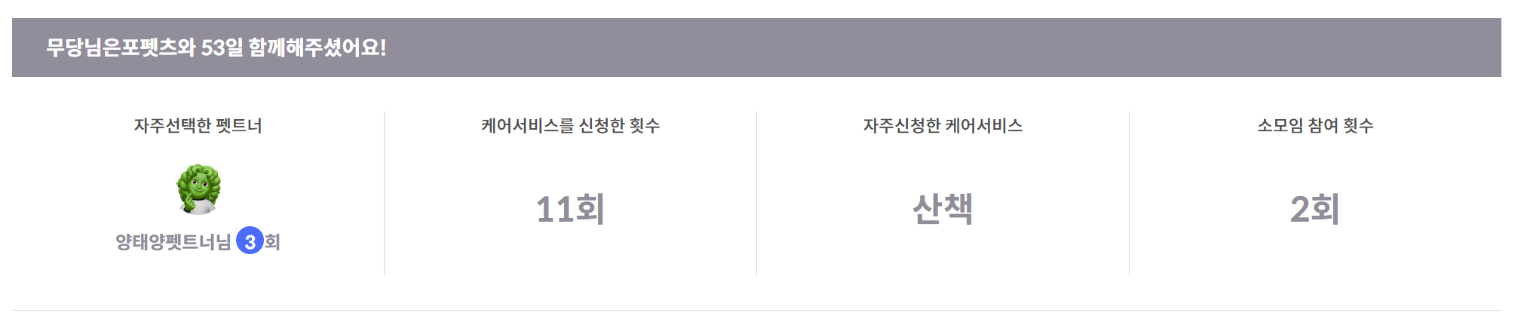 무당님은포펫츠와 53일 함께해주셨어요!
자주선택한 펫트너
양태양펫트너님 3회
케어서비스를 신청한 횟수
11회
자주신청한 케어서비스
산책
소모임 참여 횟수
2회